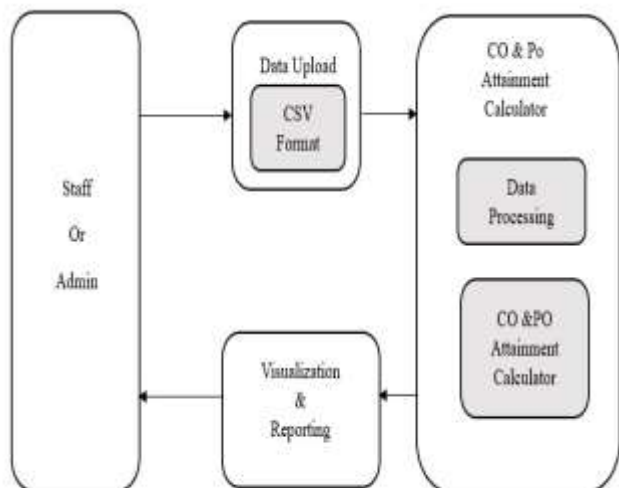 Staff
Or
Admin
Data Upload
CSV
Format
CO & Po
Attainment
Calculator
Data
Processing
CO &PO
Attainment
Calculator
Visualization
&
Reporting